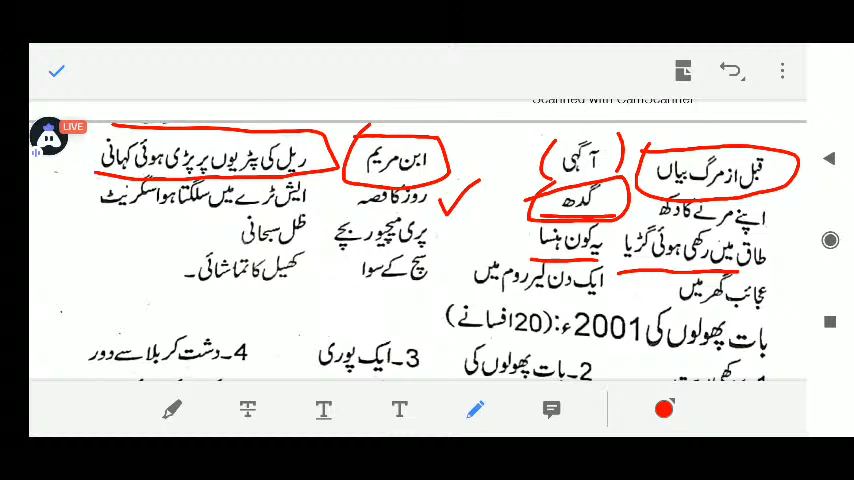 Scanned with CamScanner
LIVE
قبل از مرگ بیاں آگہی ابن مریم ریل کی پٹریوں پر پڑی ہوئی کہانی
اپنے مرنے کا دکھ گدھ روز کا قصہ ایش ٹرے میں سلگتا ہوا سگریٹ
طاق میں رکھی ہوئی گڑیا یہ کون ہنسا پری میچیور بچے ظل سبحانی
عجائب گھر میں ایک دن کلیر روم میں سچ کے سوا کھیل کا تماشائی۔
بات پھولوں کی 2001ء:(20افسانے)
2۔بات پھولوں کی 3۔ایک پوری 4۔دشت کربلا سے دور